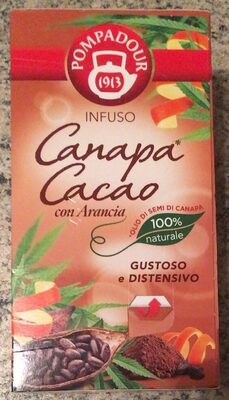 POMPADOUR
1913
INFUSO
Canapa*
Cacao
con Arancia
*OLIO DI SEMI DI CANAPA
100%
naturale
GUSTOSO
e DISTENSIVO